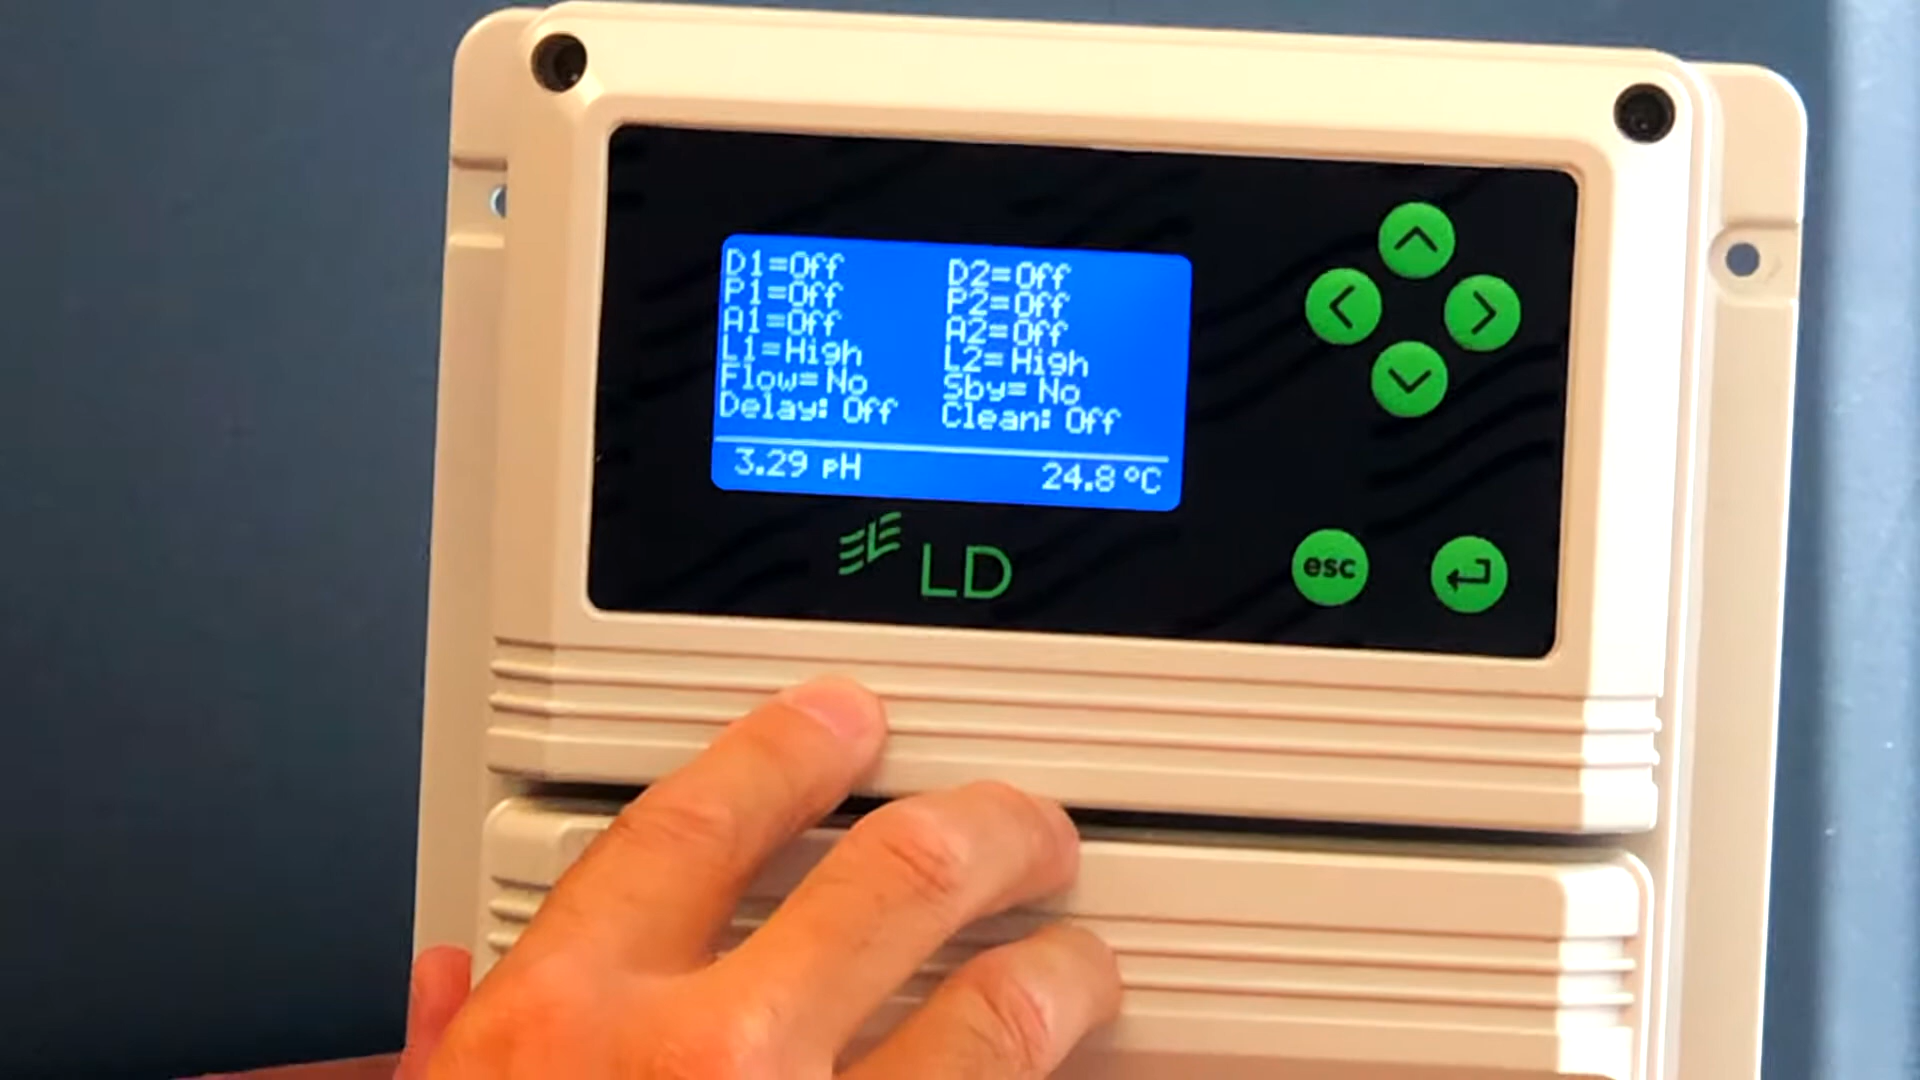 D1=Off D2=Off
P1=Off P2=Off
A1=Off A2=Off
L1=High L2=High
Flow=No Sby=No
Delay: Off Clean: Off
3.29 pH 24.8 °C
LD
esc